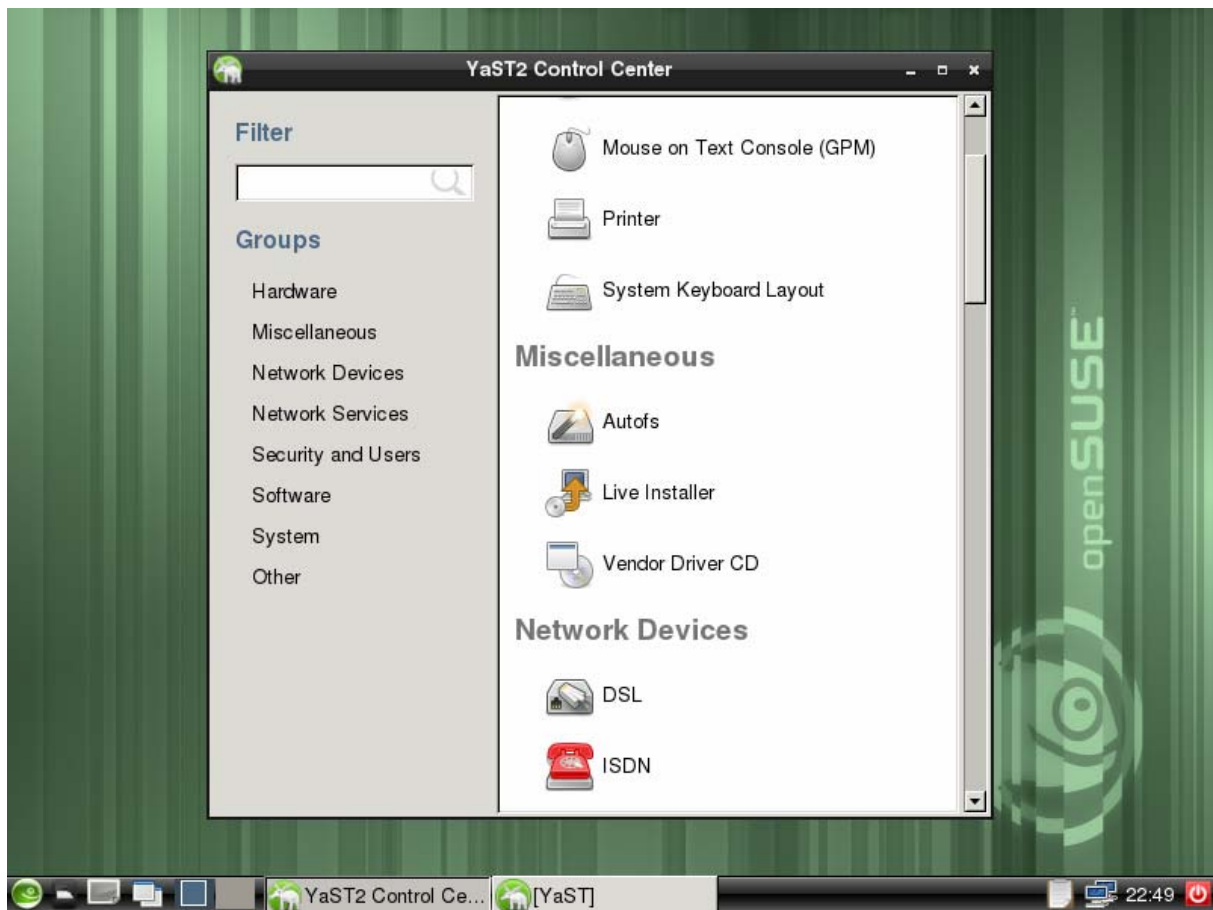 YaST2 Control Center
Filter
Groups
Hardware
Miscellaneous
Network Devices
Network Services
Security and Users
Software
System
Other
Mouse on Text Console (GPM)
Printer
System Keyboard Layout
Miscellaneous
Autofs
Live Installer
Vendor Driver CD
Network Devices
DSL
ISDN
openSUSE™
YaST2 Control Ce...
[YaST]
22:49